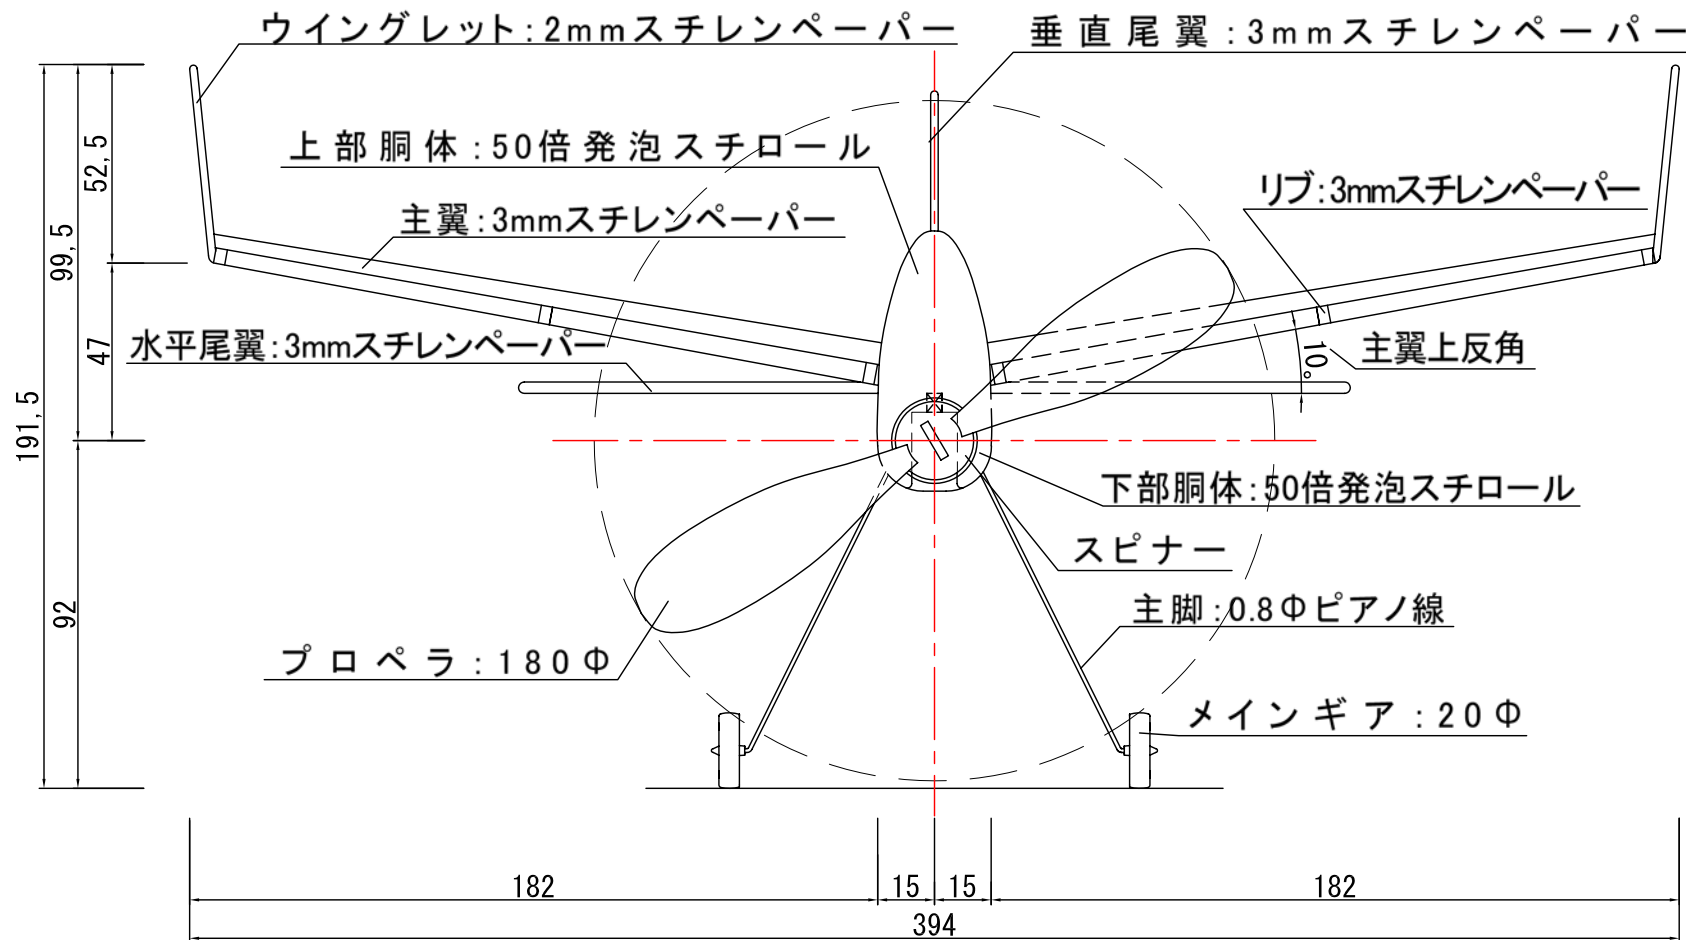 ウイングレット:2mmスチレンペーパー
垂直尾翼:3mmスチレンペーパー
上部胴体:50倍発泡スチロール
リブ:3mmスチレンペーパー
主翼:3mmスチレンペーパー
52,5
99,5
47
191,5
92
水平尾翼:3mmスチレンペーパー
10°
主翼上反角
下部胴体:50倍発泡スチロール
スピナー
主脚:0.8Φピアノ線
プロペラ:180Φ
メインギア:20Φ
182
15
15
182
394